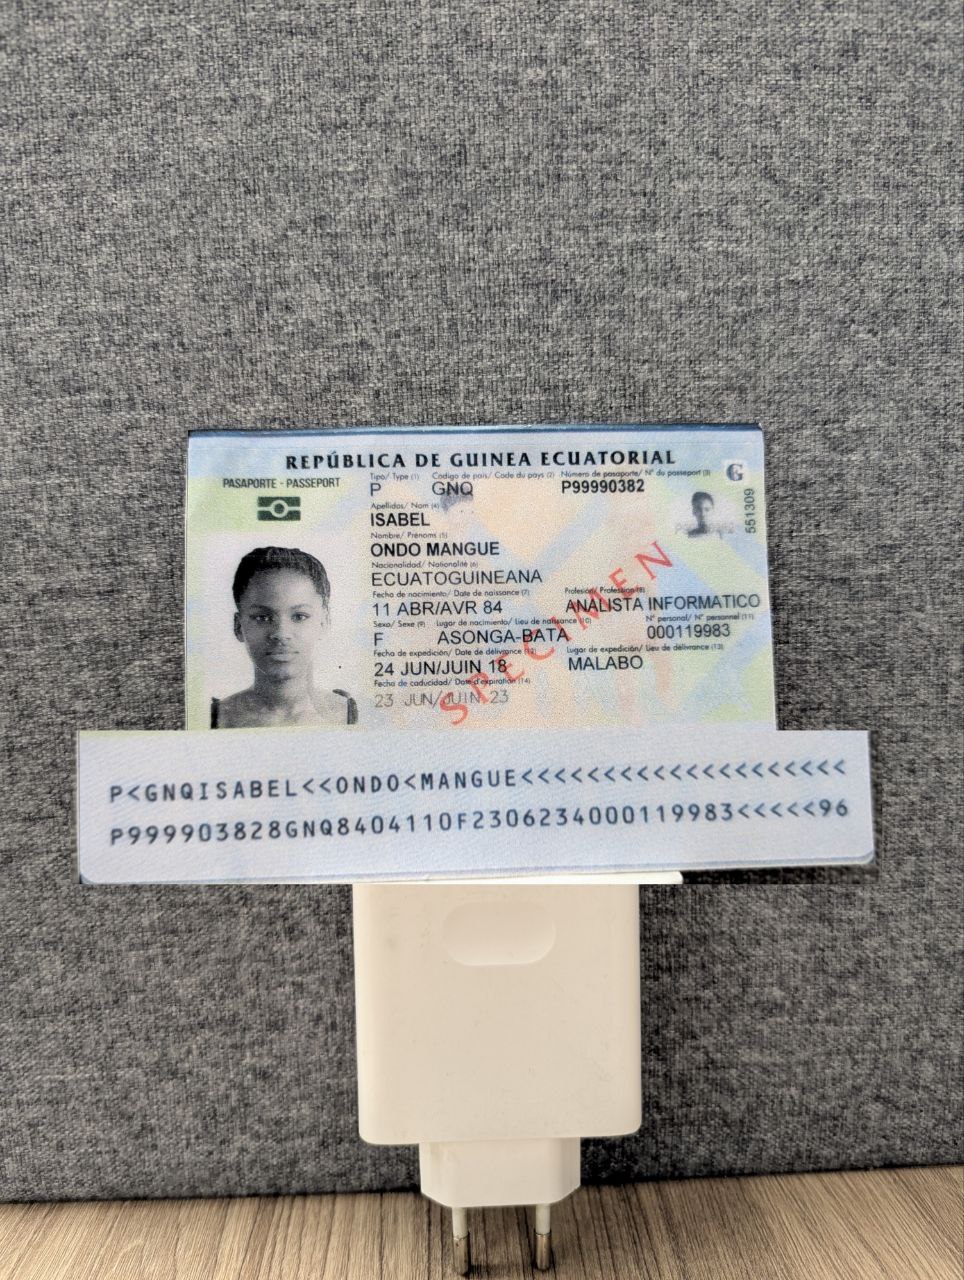 REPÚBLICA DE GUINEA ECUATORIAL
PASAPORTE - PASSEPORT
Tipo/ Type (1) Codigo de país/ Code du pays (2) Número de pasaporte/ N° du passeport (3)
P GNQ P99990382
G
551309
Apellidos/ Nom (4)
ISABEL
Nombre/ Prénoms (5)
ONDO MANGUE
Nacionalidad/ Nationalité (6)
ECUATOGUINEANA
Fecha de nacimiento/ Date de naissance (7) Profesión/ Profession (8)
11 ABR/AVR 84 ANALISTA INFORMATICO
Sexo/ Sexe (9) Lugar de nacimiento/ Lieu de naissance (10) N° personal/ N° personnel (11)
F ASONGA-BATA 000119983
Fecha de expedición/ Date de délivrance (12) Lugar de expedición/ Lieu de délivrance (13)
24 JUN/JUIN 18 MALABO
Fecha de caducidad/ Date d'expiration (14)
23 JUN/JUIN 23
SPECIMEN
P<GNQISABEL<<ONDO<MANGUE<<<<<<<<<<<<<<<<<<<<
P999903828GNQ8404110F2306234000119983<<<<<96